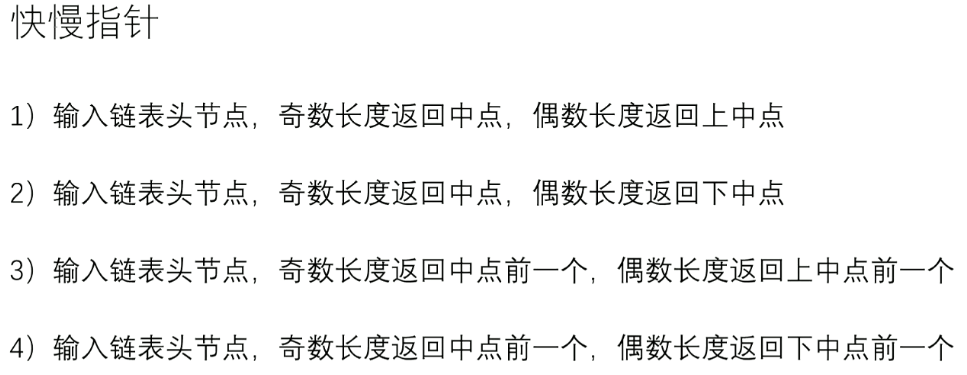 快慢指针
1）输入链表头节点，奇数长度返回中点，偶数长度返回上中点
2）输入链表头节点，奇数长度返回中点，偶数长度返回下中点
3）输入链表头节点，奇数长度返回中点前一个，偶数长度返回上中点前一个
4）输入链表头节点，奇数长度返回中点前一个，偶数长度返回下中点前一个